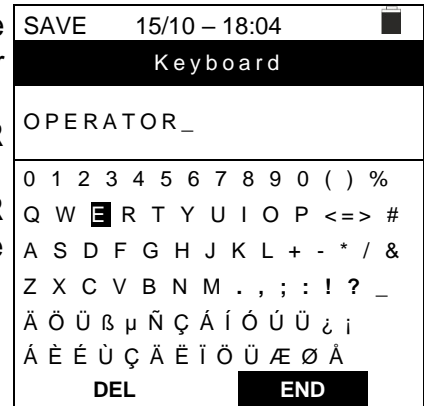 SAVE 15/10 – 18:04
Keyboard
OPERATOR_
0 1 2 3 4 5 6 7 8 9 0 ( ) %
Q W E R T Y U I O P < = > #
A S D F G H J K L + - * / &
Z X C V B N M . , ; : ! ? _
Ä Ö Ü ß µ Ñ Ç Á Í Ó Ú Ü ¿ ¡
Á È É Ù Ç Ä Ë Ï Ö Ü Æ Ø Å
DEL END